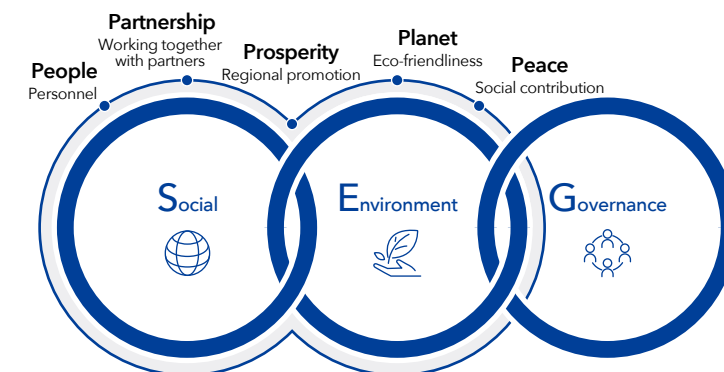 Partnership
Working together
with partners
People
Personnel
Prosperity
Regional promotion
Planet
Eco-friendliness
Peace
Social contribution
Social
Environment
Governance